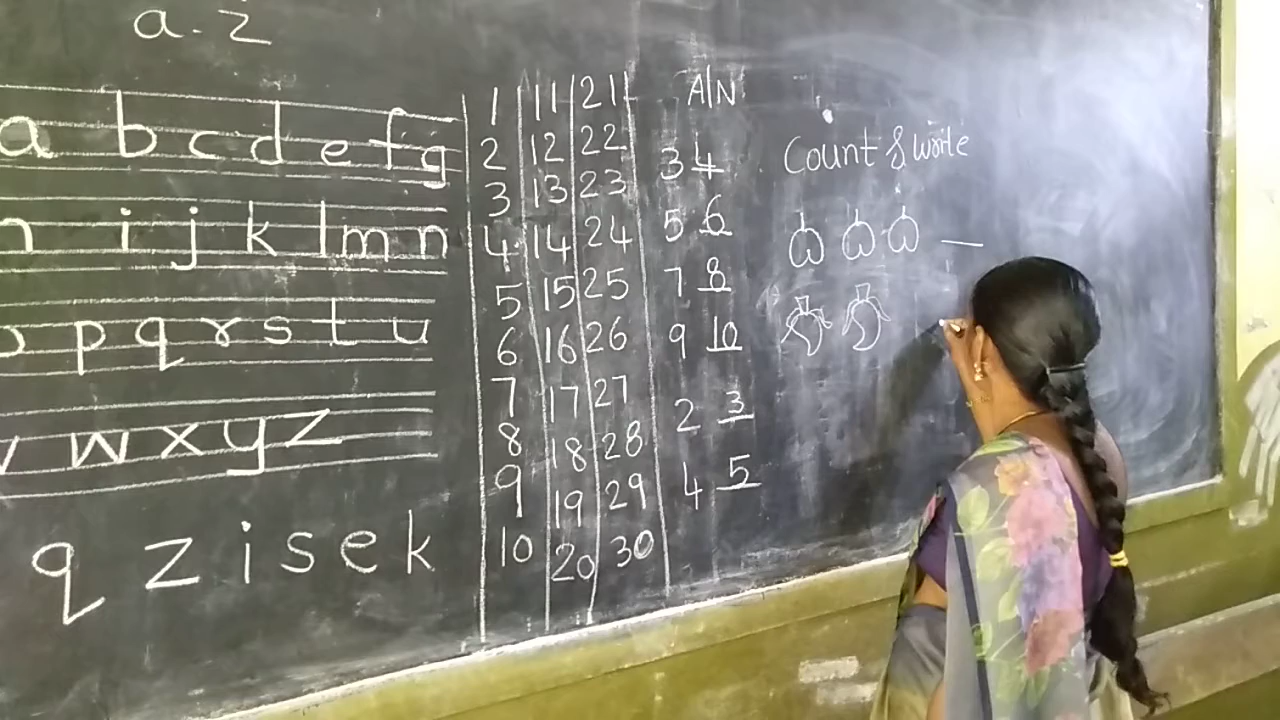 a - z
a b c d e f g
i j k l m n
p q r s t u
w x y z
q z i s e k
1 11 21
2 12 22
3 13 23
4 14 24
5 15 25
6 16 26
7 17 27
8 18 28
9 19 29
10 20 30
A/N
3 4
5 6
7 8
9 10
2 3
4 5
Count & write